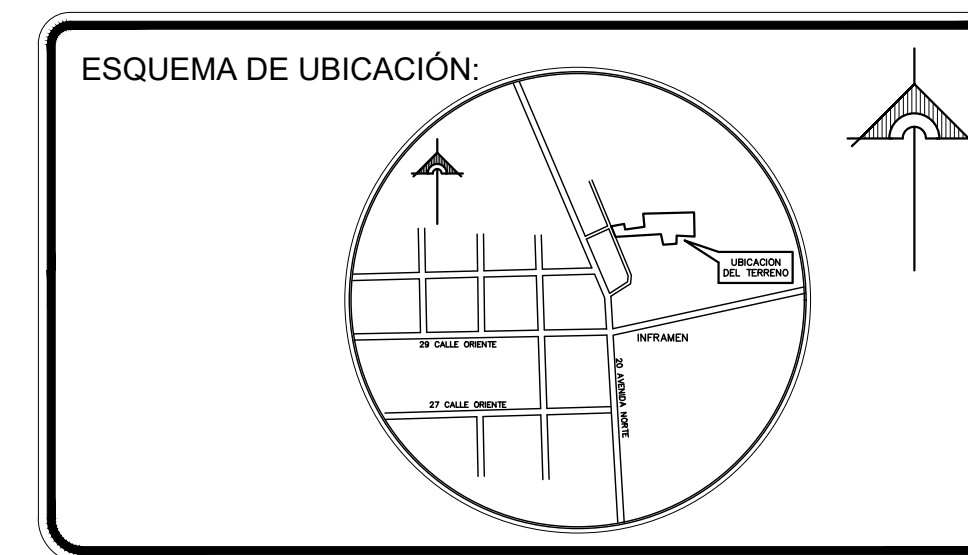 ESQUEMA DE UBICACIÓN:
UBICACION
DEL TERRENO
INFRAMEN
29 CALLE ORIENTE
20 AVENIDA NORTE
27 CALLE ORIENTE